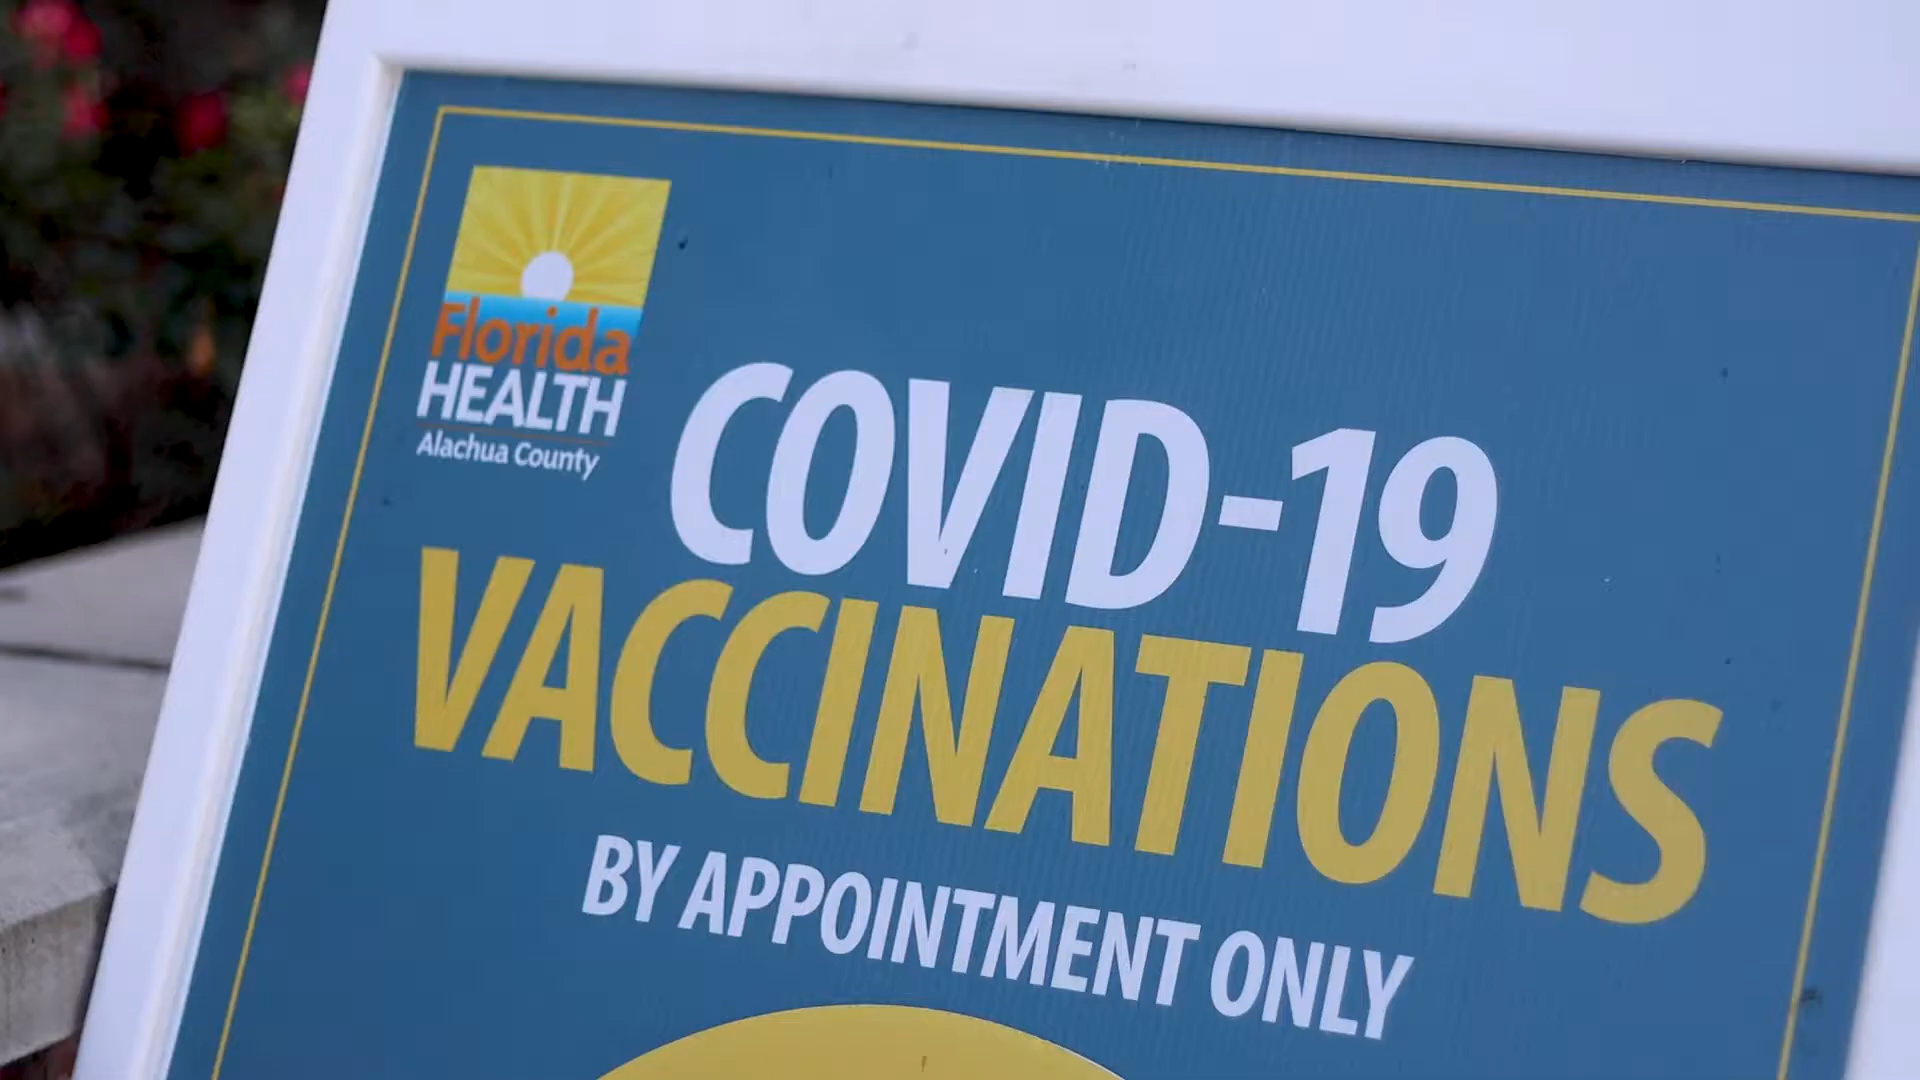 Florida
HEALTH
Alachua County
COVID-19
VACCINATIONS
BY APPOINTMENT ONLY